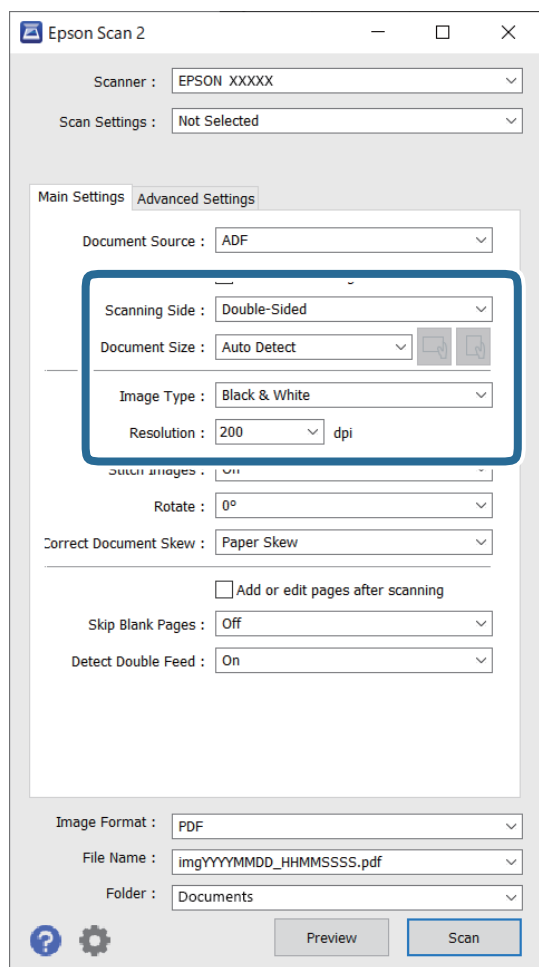 Epson Scan 2
Scanner : EPSON XXXXX
Scan Settings : Not Selected
Main Settings Advanced Settings
Document Source : ADF
Scanning Side : Double-Sided
Document Size : Auto Detect
Image Type : Black & White
Resolution : 200 dpi
Stitch Images :
Rotate : 0°
Correct Document Skew : Paper Skew
Add or edit pages after scanning
Skip Blank Pages : Off
Detect Double Feed : On
Image Format : PDF
File Name : imgYYYYMMDD_HHMMSSSS.pdf
Folder : Documents
? Preview Scan